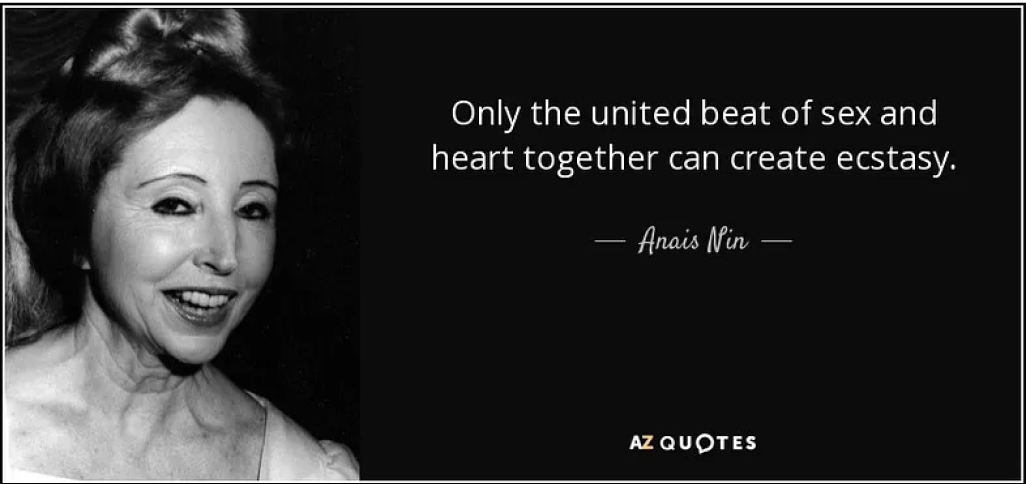 Only the united beat of sex and
heart together can create ecstasy.
— Anais Nin —
AZ QUOTES